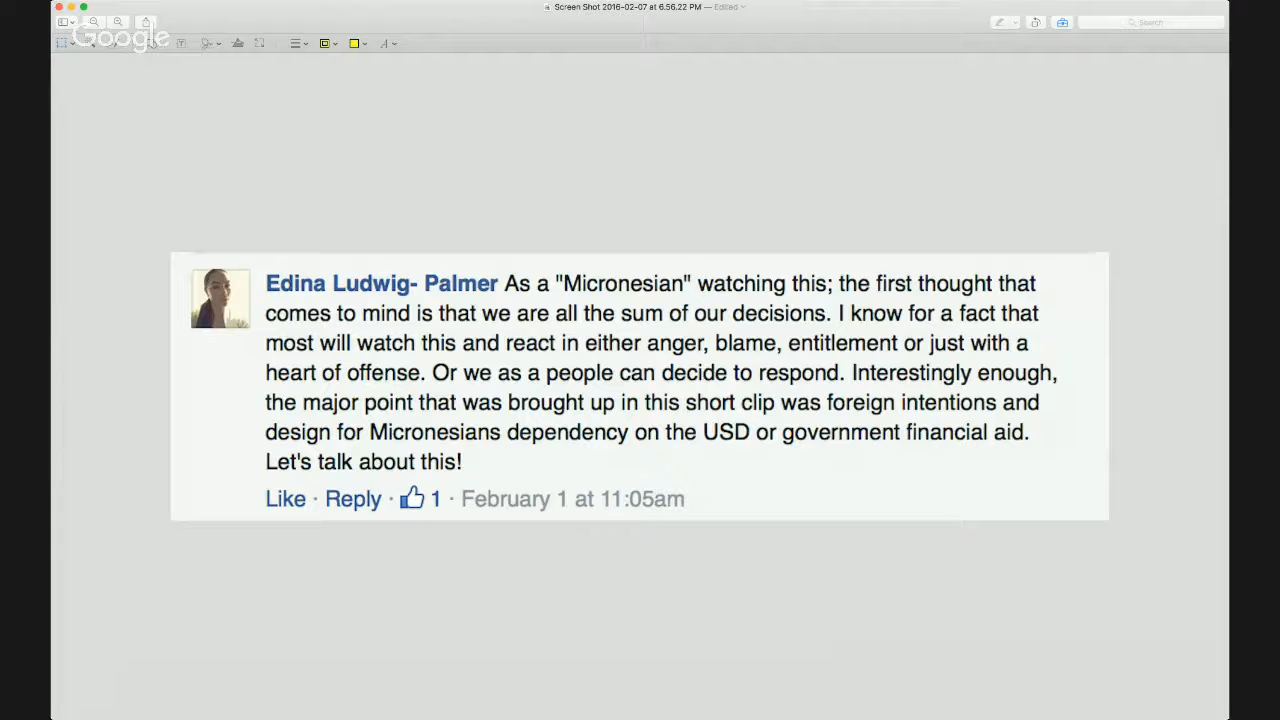 Screen Shot 2016-02-07 at 6.56.22 PM — Edited
Google
Search
Edina Ludwig- Palmer As a "Micronesian" watching this; the first thought that
comes to mind is that we are all the sum of our decisions. I know for a fact that
most will watch this and react in either anger, blame, entitlement or just with a
heart of offense. Or we as a people can decide to respond. Interestingly enough,
the major point that was brought up in this short clip was foreign intentions and
design for Micronesians dependency on the USD or government financial aid.
Let's talk about this!
Like · Reply · 1 · February 1 at 11:05am